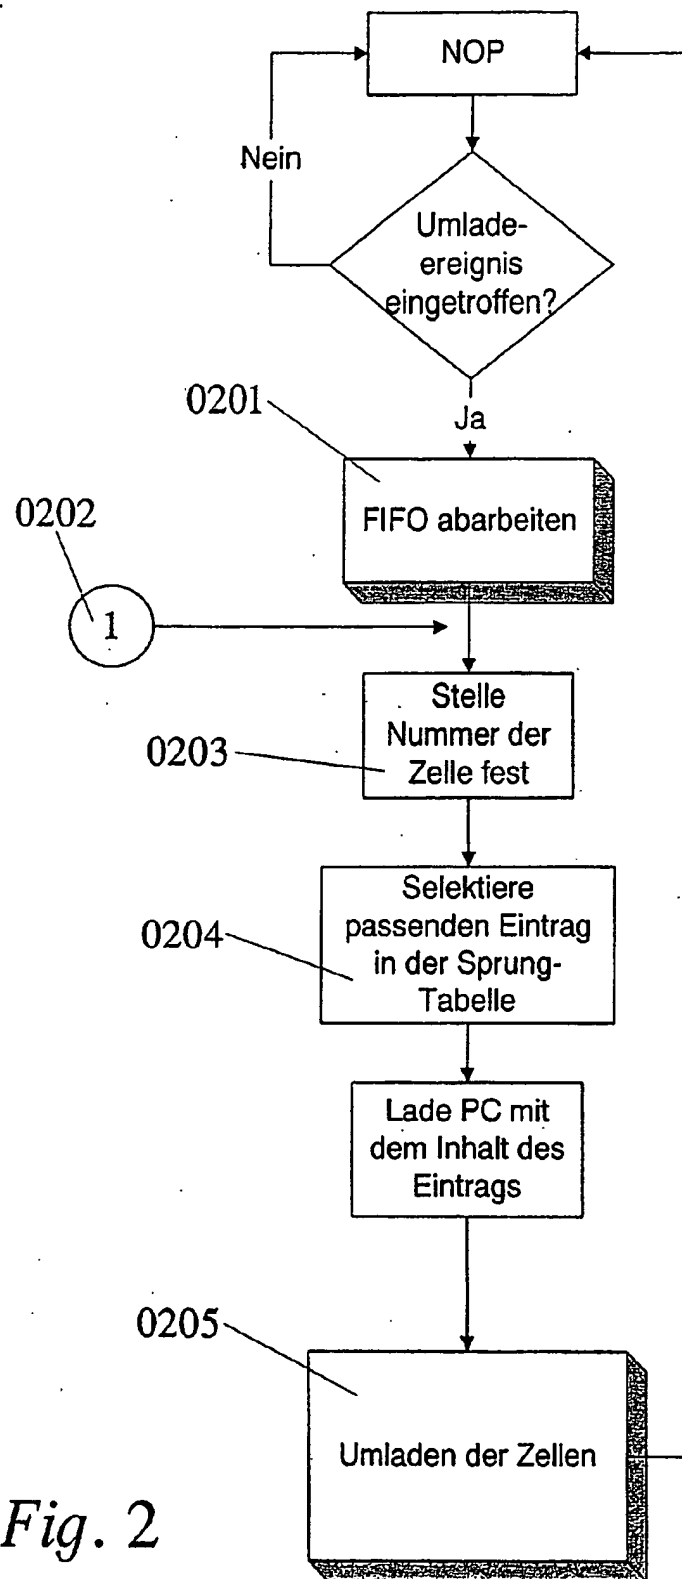 NOP
Nein
Umlade-
ereignis
eingetroffen?
0201
Ja
FIFO abarbeiten
0202
1
Stelle
Nummer der
Zelle fest
0203
Selektiere
passenden Eintrag
in der Sprung-
Tabelle
0204
Lade PC mit
dem Inhalt des
Eintrags
0205
Umladen der Zellen
Fig. 2